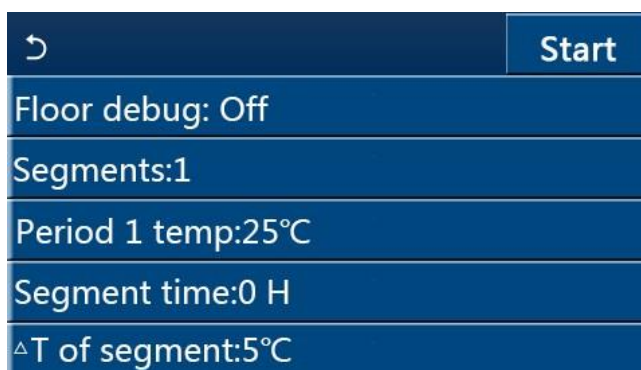 Start
Floor debug: Off
Segments:1
Period 1 temp:25℃
Segment time:0 H
△T of segment:5℃